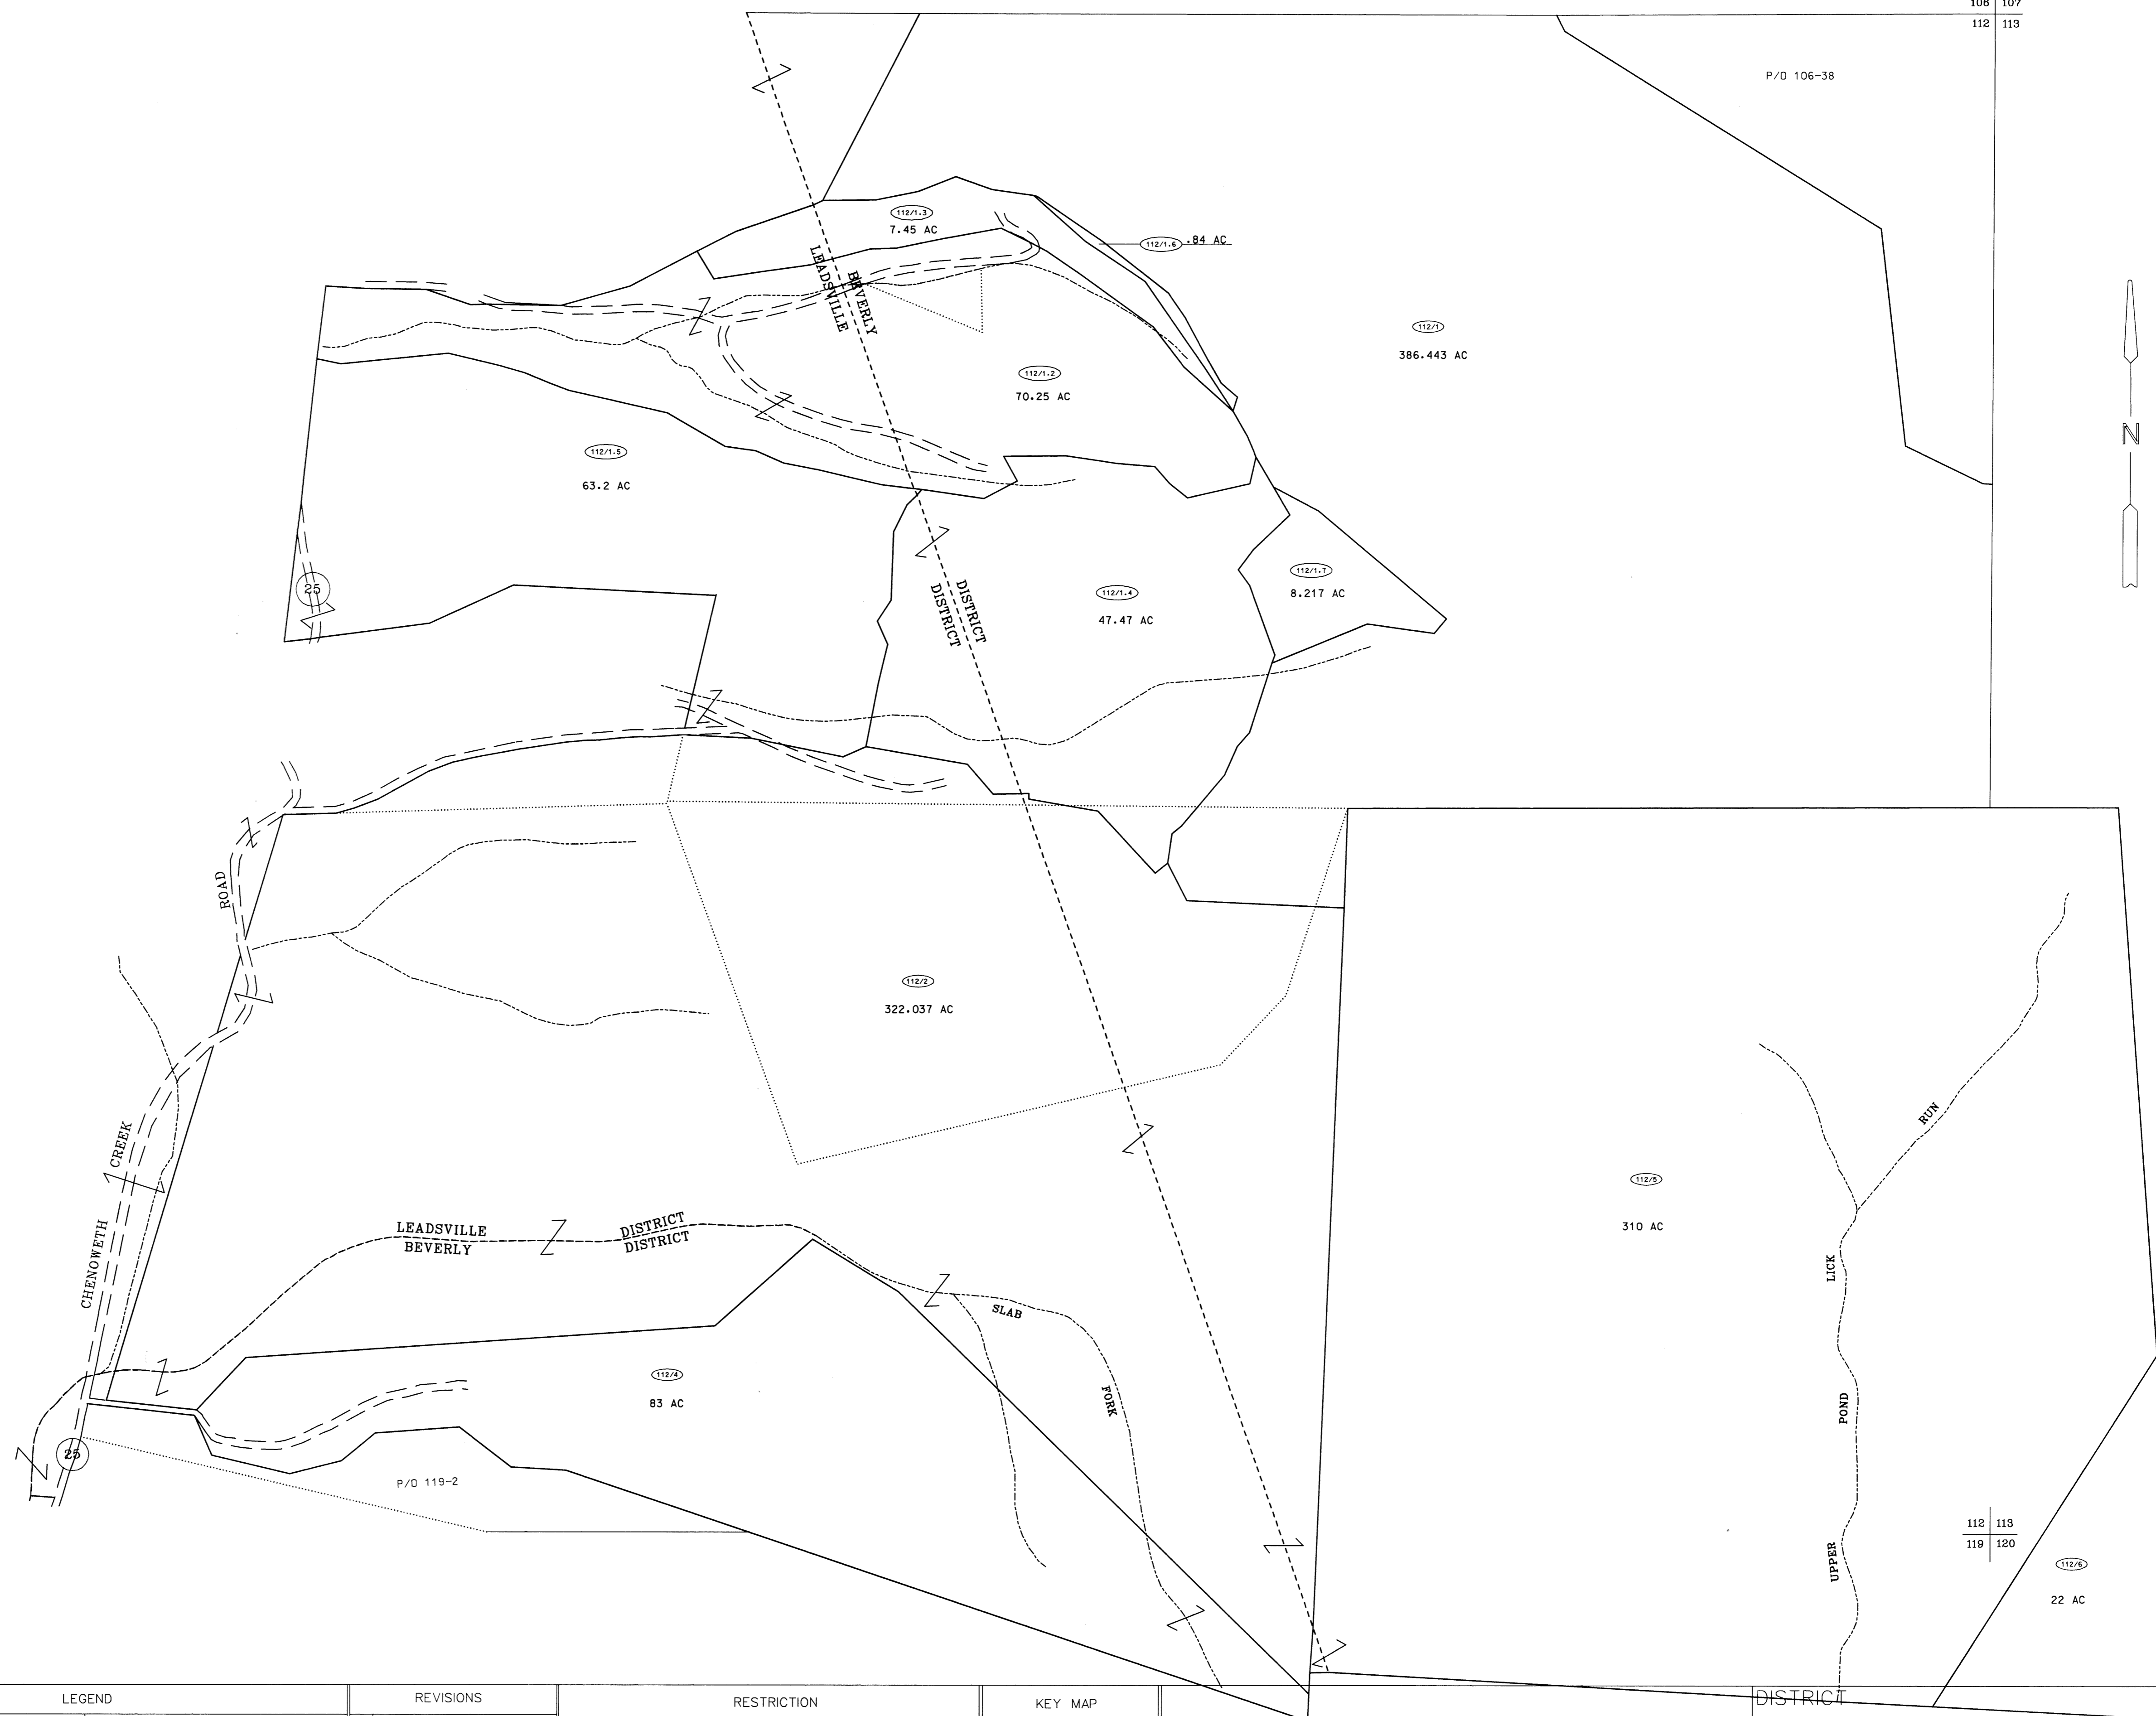 106 107
112 113
P/O 106-38
112/1.3
7.45 AC
112/1.6 .84 AC
LEADSVILLE
BEVERLY
112/1
386.443 AC
112/1.2
70.25 AC
N
112/1.5
63.2 AC
25
112/1.7
8.217 AC
112/1.4
47.47 AC
DISTRICT
DISTRICT
ROAD
112/2
322.037 AC
CREEK
RUN
112/5
310 AC
CHENOWETH
LEADSVILLE DISTRICT
BEVERLY DISTRICT
LICK
SLAB
112/4
83 AC
FORK
POND
25
P/O 119-2
112 113
119 120
UPPER
112/6
22 AC
LEGEND
REVISIONS
RESTRICTION
KEY MAP
DISTRICT